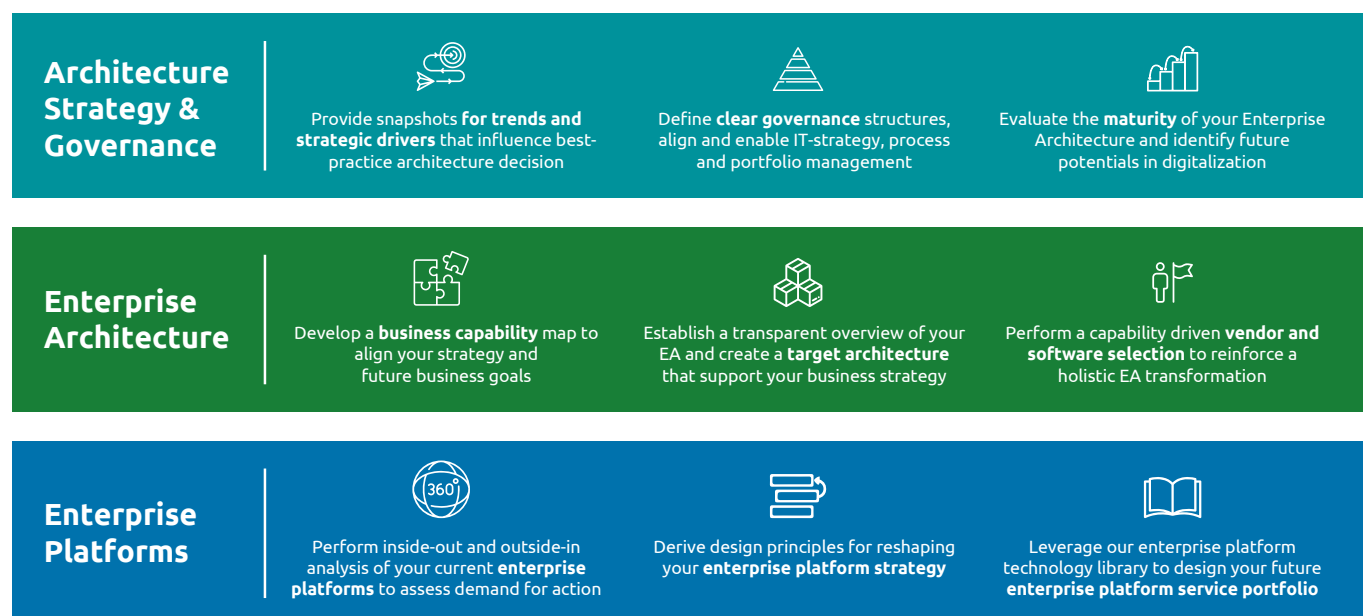 Architecture
Strategy &
Governance
Provide snapshots for trends and
strategic drivers that influence best-
practice architecture decision
Define clear governance structures,
align and enable IT-strategy, process
and portfolio management
Evaluate the maturity of your Enterprise
Architecture and identify future
potentials in digitalization
Enterprise
Architecture
Develop a business capability map to
align your strategy and
future business goals
Establish a transparent overview of your
EA and create a target architecture
that support your business strategy
Perform a capability driven vendor and
software selection to reinforce a
holistic EA transformation
Enterprise
Platforms
360°
Perform inside-out and outside-in
analysis of your current enterprise
platforms to assess demand for action
Derive design principles for reshaping
your enterprise platform strategy
Leverage our enterprise platform
technology library to design your future
enterprise platform service portfolio